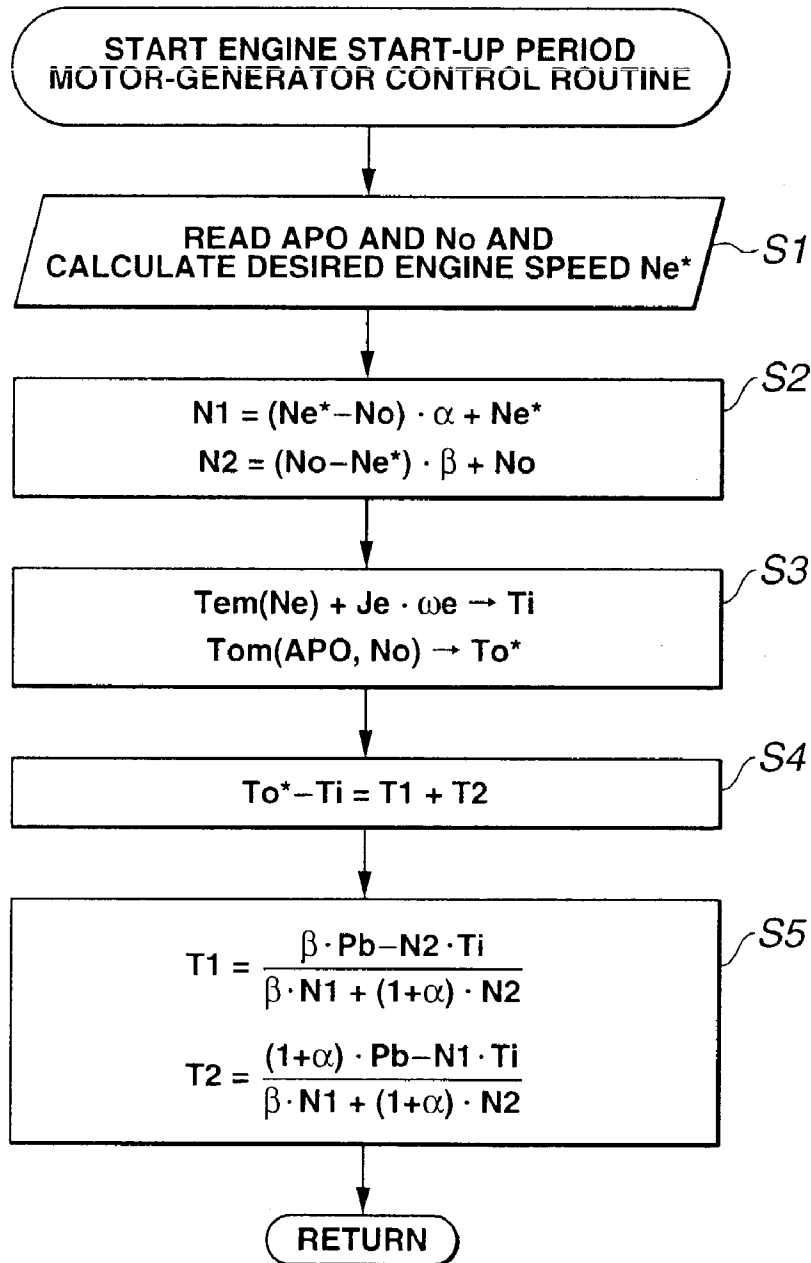 START ENGINE START-UP PERIOD
MOTOR-GENERATOR CONTROL ROUTINE
READ APO AND No AND
CALCULATE DESIRED ENGINE SPEED Ne*
S1
S2
N1 = (Ne*–No) · α + Ne*
N2 = (No–Ne*) · β + No
S3
Tem(Ne) + Je · ωe → Ti
Tom(APO, No) → To*
S4
To*–Ti = T1 + T2
S5
T1 = β · Pb–N2 · Ti / β · N1 + (1+α) · N2
T2 = (1+α) · Pb–N1 · Ti / β · N1 + (1+α) · N2
RETURN